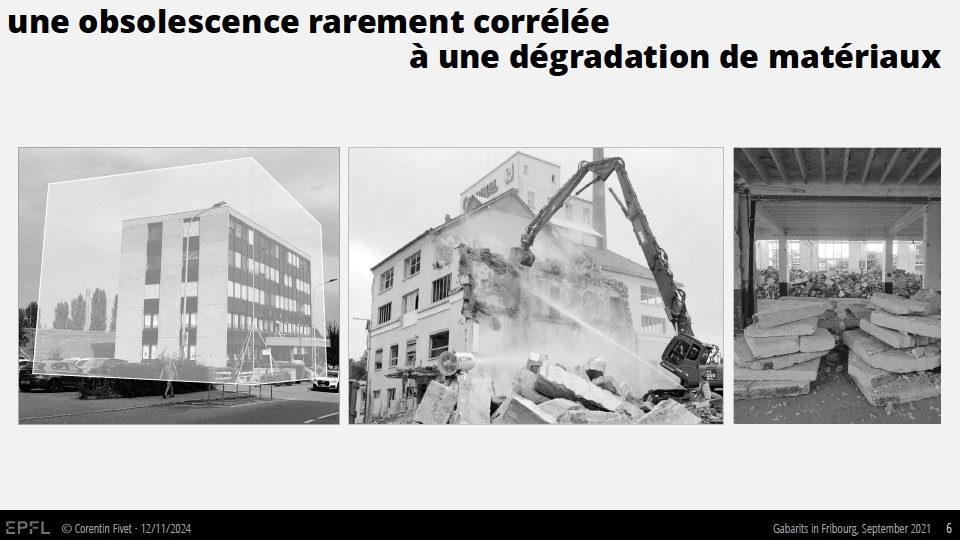 une obsolescence rarement corrélée
à une dégradation de matériaux
EPFL © Corentin Fivet - 12/11/2024
Gabarits in Fribourg, September 2021 6